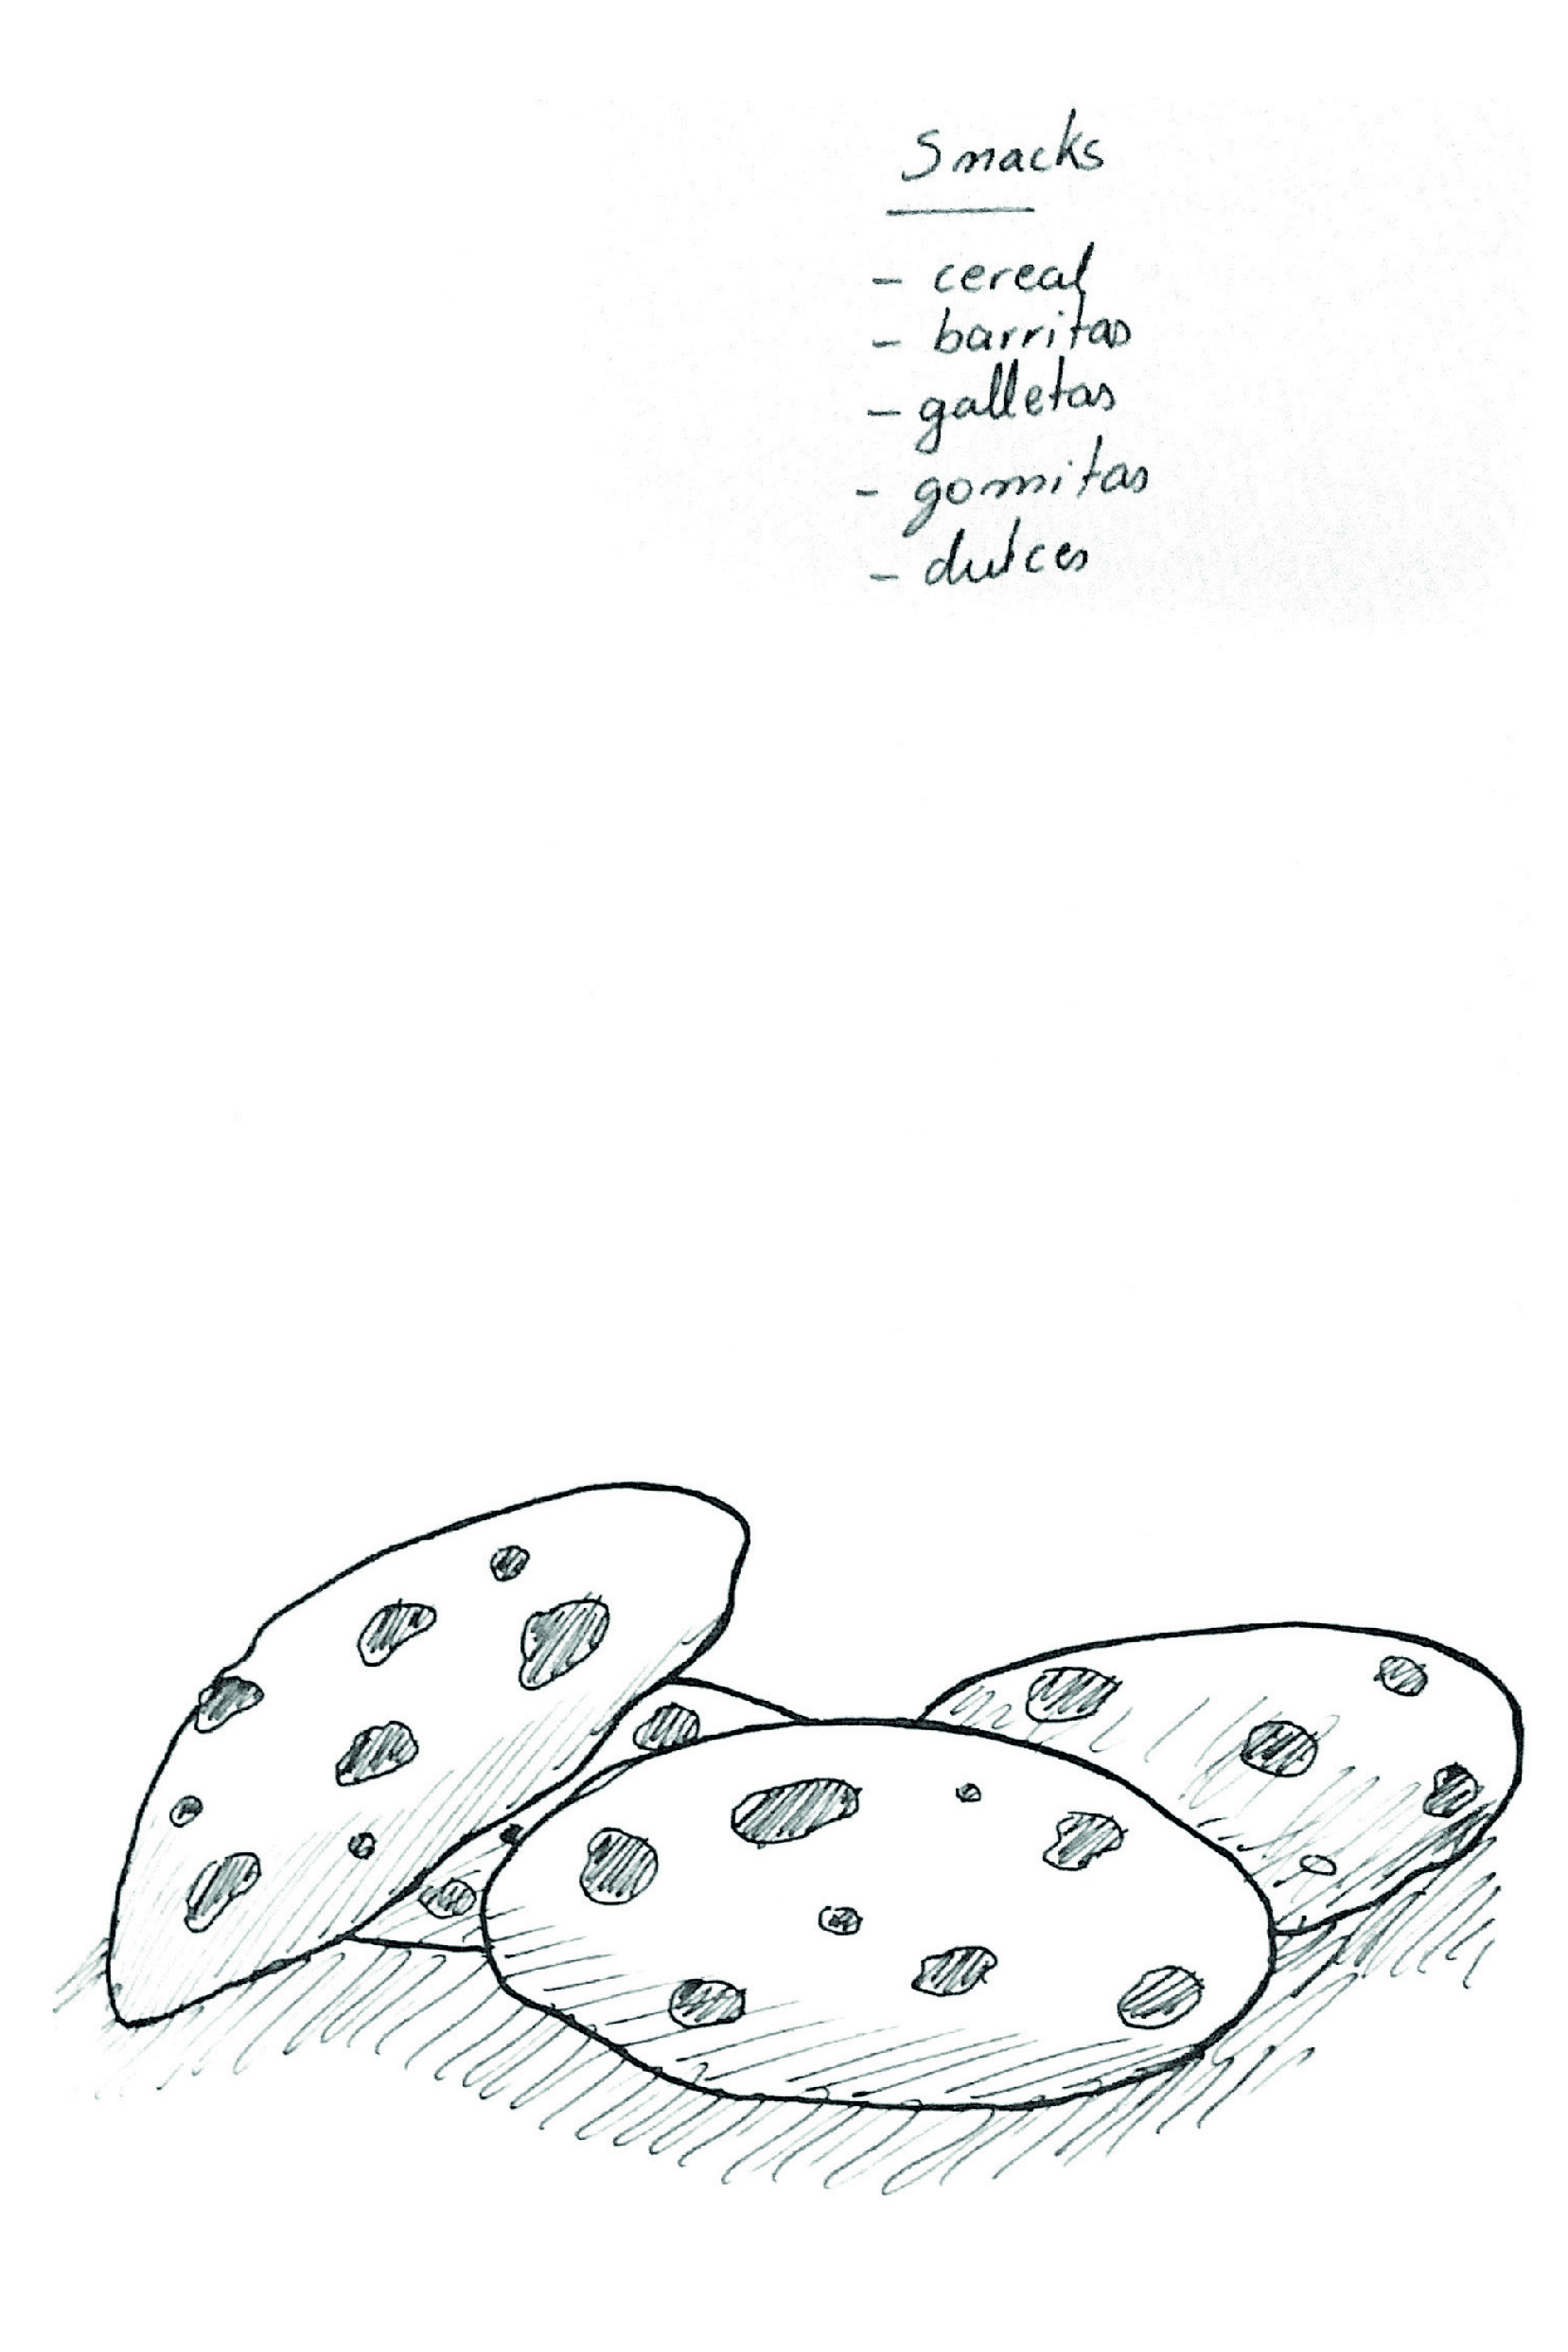 Snacks
- cereal
- barritas
- galletas
- gomitas
- dulces